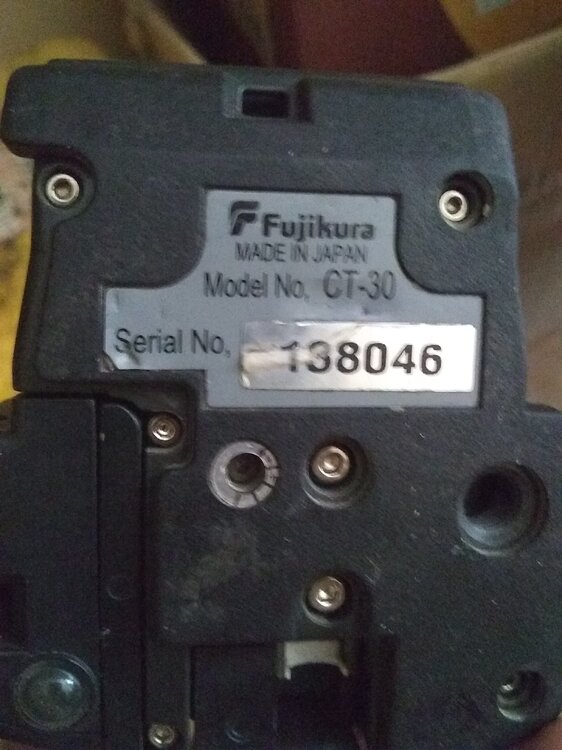 Fujikura
MADE IN JAPAN
Model No. CT-30
Serial No. 138046